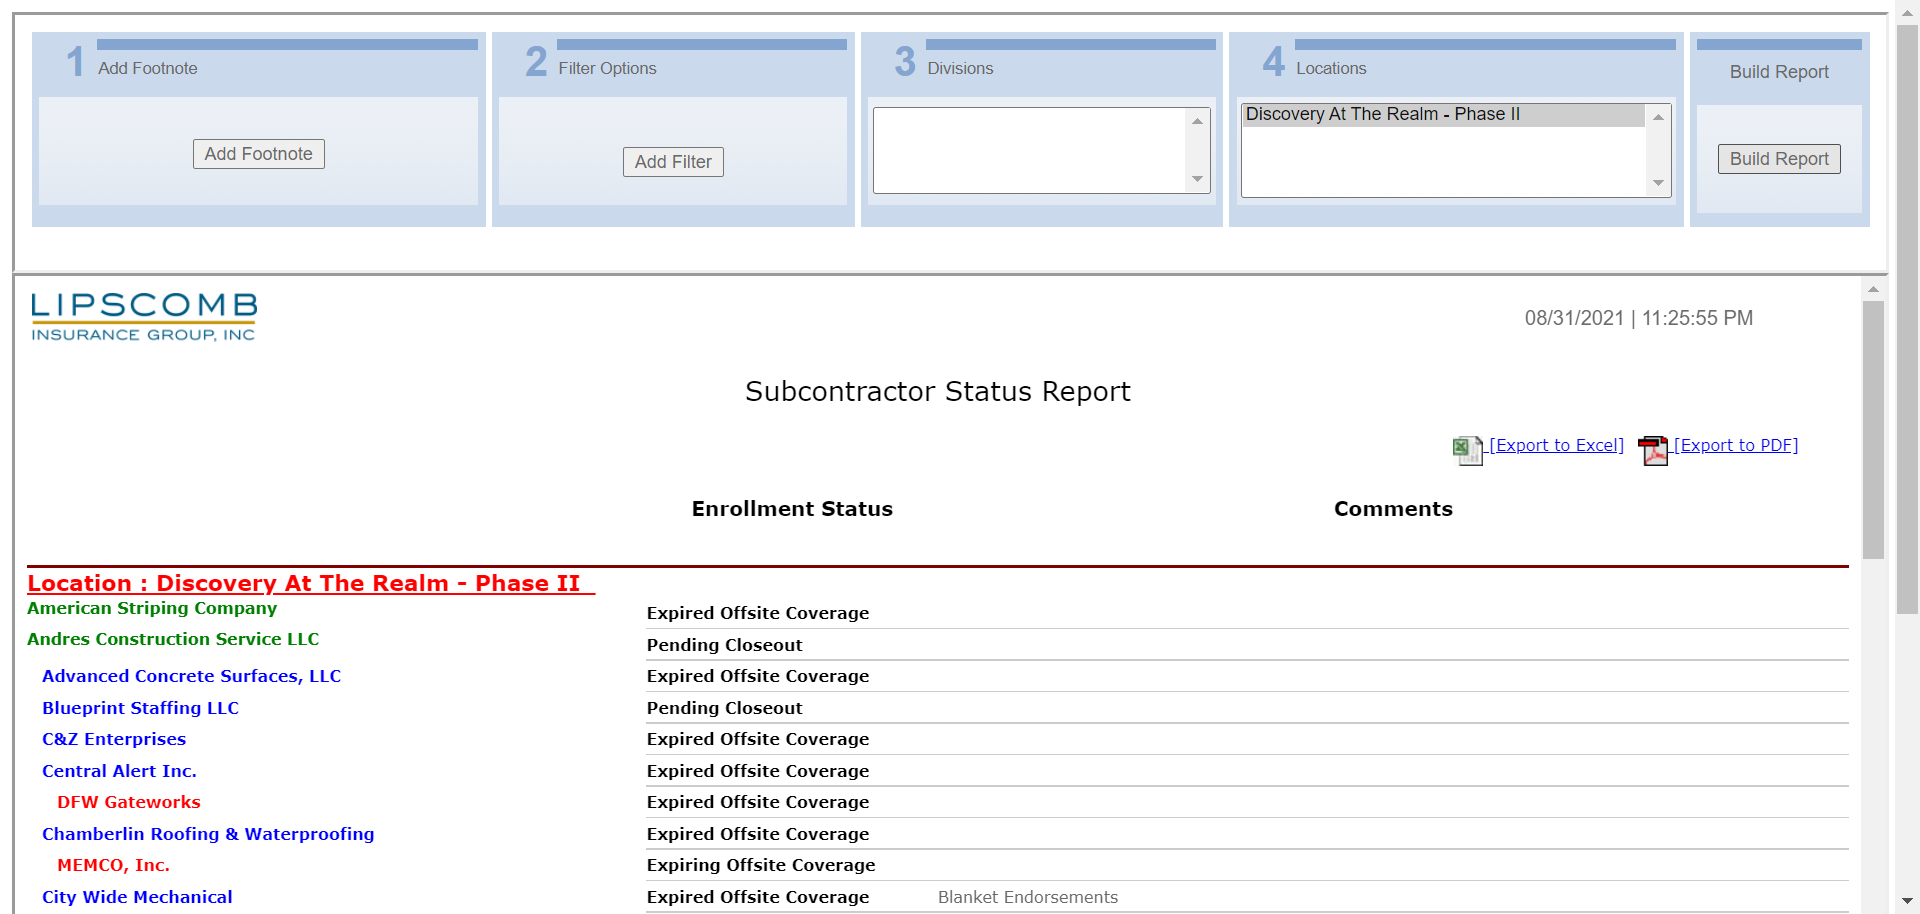 1 Add Footnote
Add Footnote
2 Filter Options
Add Filter
3 Divisions
4 Locations
Discovery At The Realm - Phase II
Build Report
Build Report
LIPSCOMB
INSURANCE GROUP, INC
08/31/2021 | 11:25:55 PM
Subcontractor Status Report
[Export to Excel] [Export to PDF]
Enrollment Status Comments
Location : Discovery At The Realm - Phase II
American Striping Company Expired Offsite Coverage
Andres Construction Service LLC Pending Closeout
Advanced Concrete Surfaces, LLC Expired Offsite Coverage
Blueprint Staffing LLC Pending Closeout
C&Z Enterprises Expired Offsite Coverage
Central Alert Inc. Expired Offsite Coverage
DFW Gateworks Expired Offsite Coverage
Chamberlin Roofing & Waterproofing Expired Offsite Coverage
MEMCO, Inc. Expiring Offsite Coverage
City Wide Mechanical Expired Offsite Coverage Blanket Endorsements